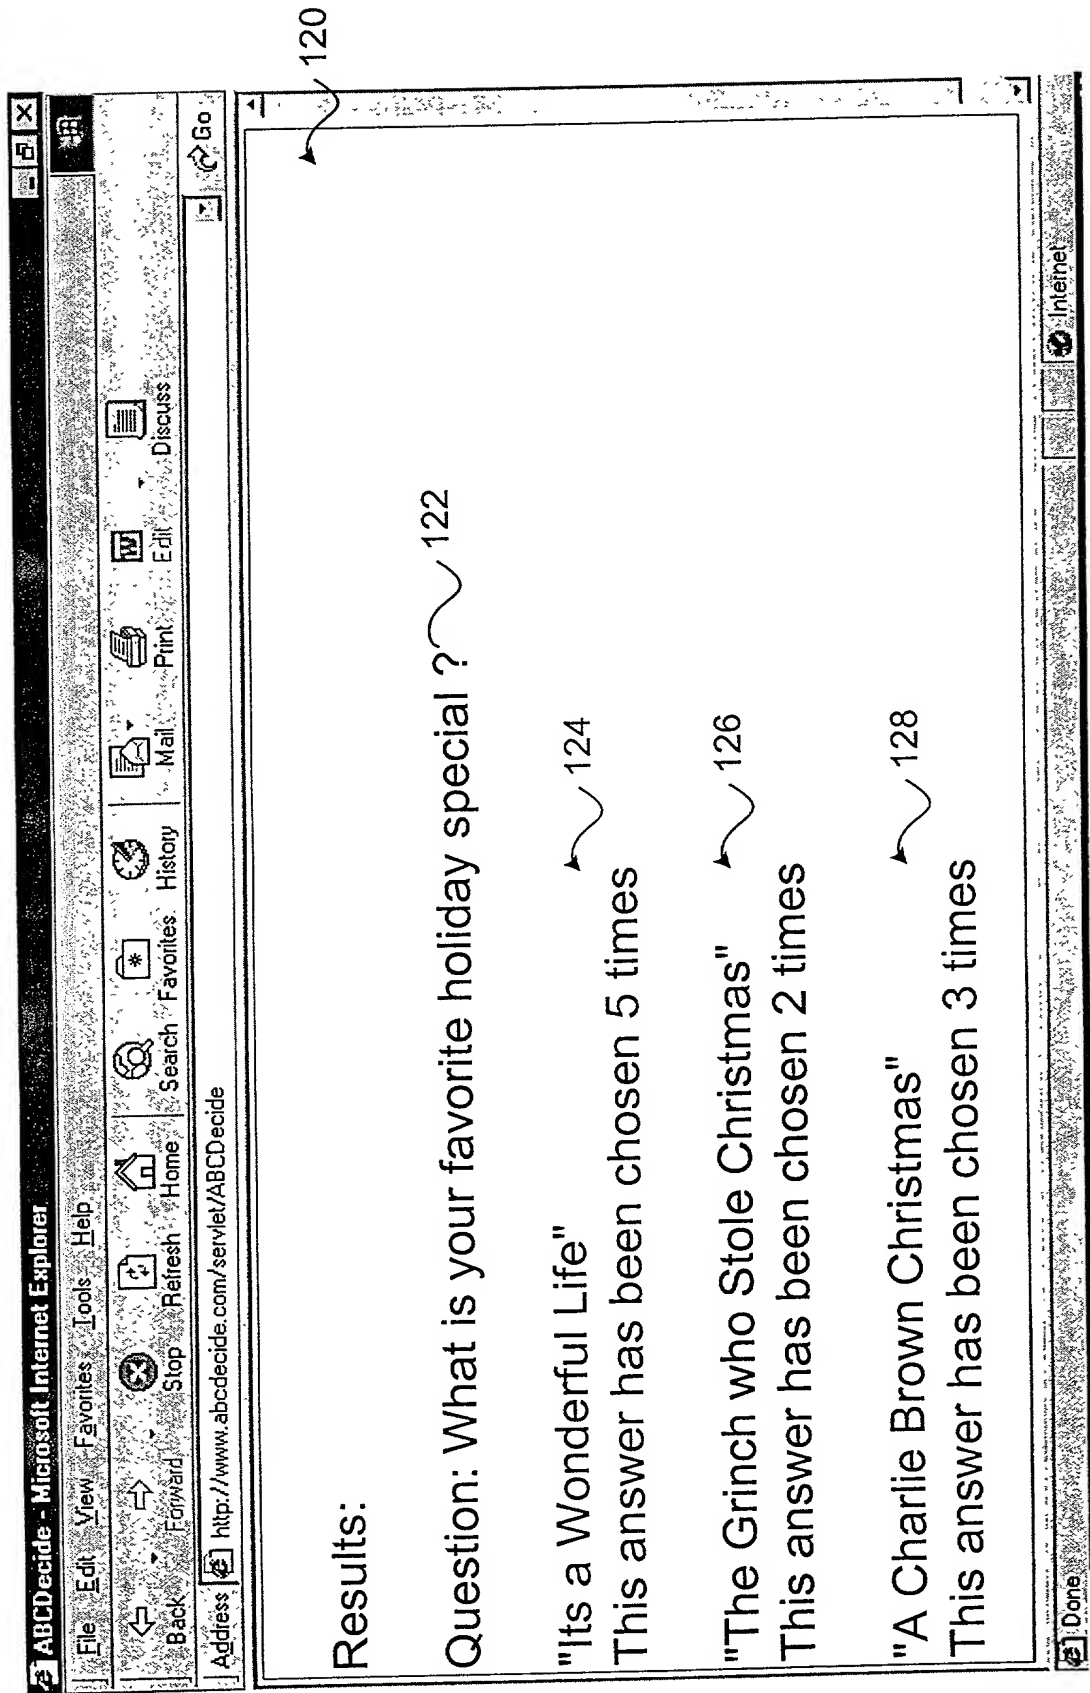 ABCDecide - Microsoft Internet Explorer
File Edit View Favorites Tools Help
Back Forward Stop Refresh Home Search Favorites History Mail Print Edit Discuss
Address http://www.abcdecide.com/servlet/ABCDecide Go
120
Results:
Question: What is your favorite holiday special ? 122
"Its a Wonderful Life" 124
This answer has been chosen 5 times
"The Grinch who Stole Christmas" 126
This answer has been chosen 2 times
"A Charlie Brown Christmas" 128
This answer has been chosen 3 times
Done Internet